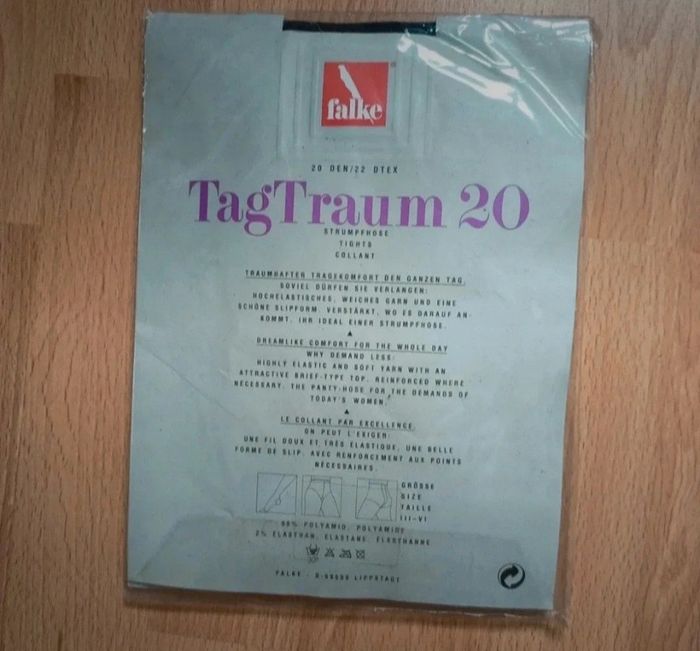 falke
®
20 DEN/22 DTEX
TagTraum 20
STRUMPFHOSE
TIGHTS
COLLANT
TRAUMHAFTER TRAGEKOMFORT DEN GANZEN TAG.
SOVIEL DÜRFEN SIE VERLANGEN:
HOCHELASTISCHES, WEICHES GARN UND EINE
SCHÖNE SLIPFORM. VERSTÄRKT, WO ES DARAUF AN-
KOMMT. IHR IDEAL EINER STRUMPFHOSE.
DREAMLIKE COMFORT FOR THE WHOLE DAY
WHY DEMAND LESS:
HIGHLY ELASTIC AND SOFT YARN WITH AN
ATTRACTIVE BRIEF-TYPE TOP. REINFORCED WHERE
NECESSARY. THE PANTY-HOSE FOR THE DEMANDS OF
TODAY'S WOMEN.
LE COLLANT PAR EXCELLENCE.
ON PEUT L'EXIGER:
UNE FIL DOUX ET TRÈS ÉLASTIQUE, UNE BELLE
FORME DE SLIP, AVEC RENFORCEMENT AUX POINTS
NÉCESSAIRES.
GRÖSSE
SIZE
TAILLE
III-VI
98% POLYAMID, POLYAMIDE
2% ELASTHAN, ELASTANE, ELASTHANNE
30°
FALKE - D-59999 LIPPSTADT